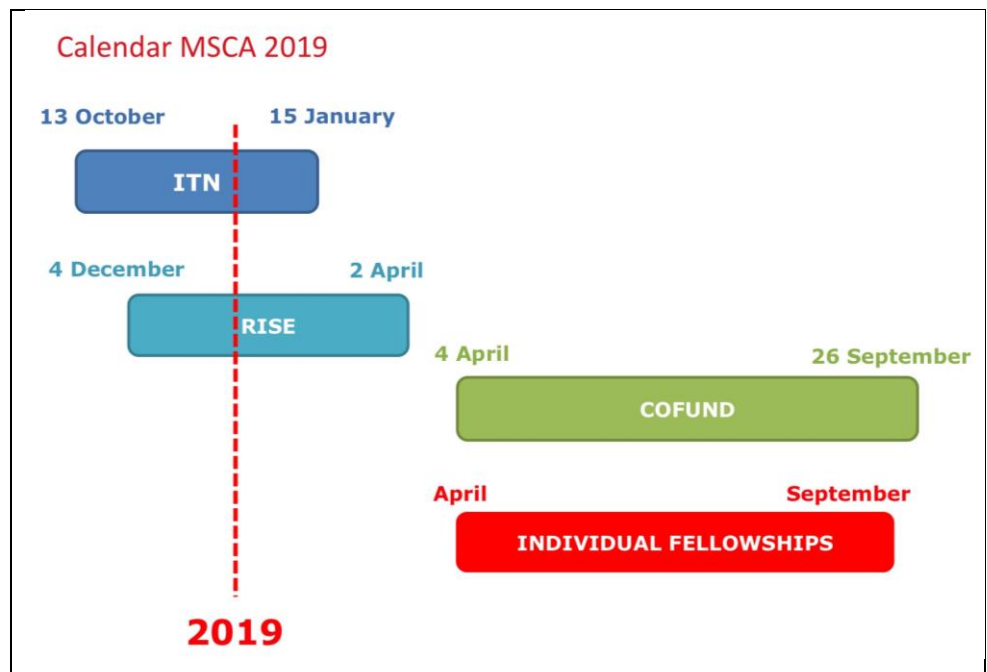 Calendar MSCA 2019
13 October 15 January
ITN
4 December 2 April
RISE
4 April 26 September
COFUND
April September
INDIVIDUAL FELLOWSHIPS
2019